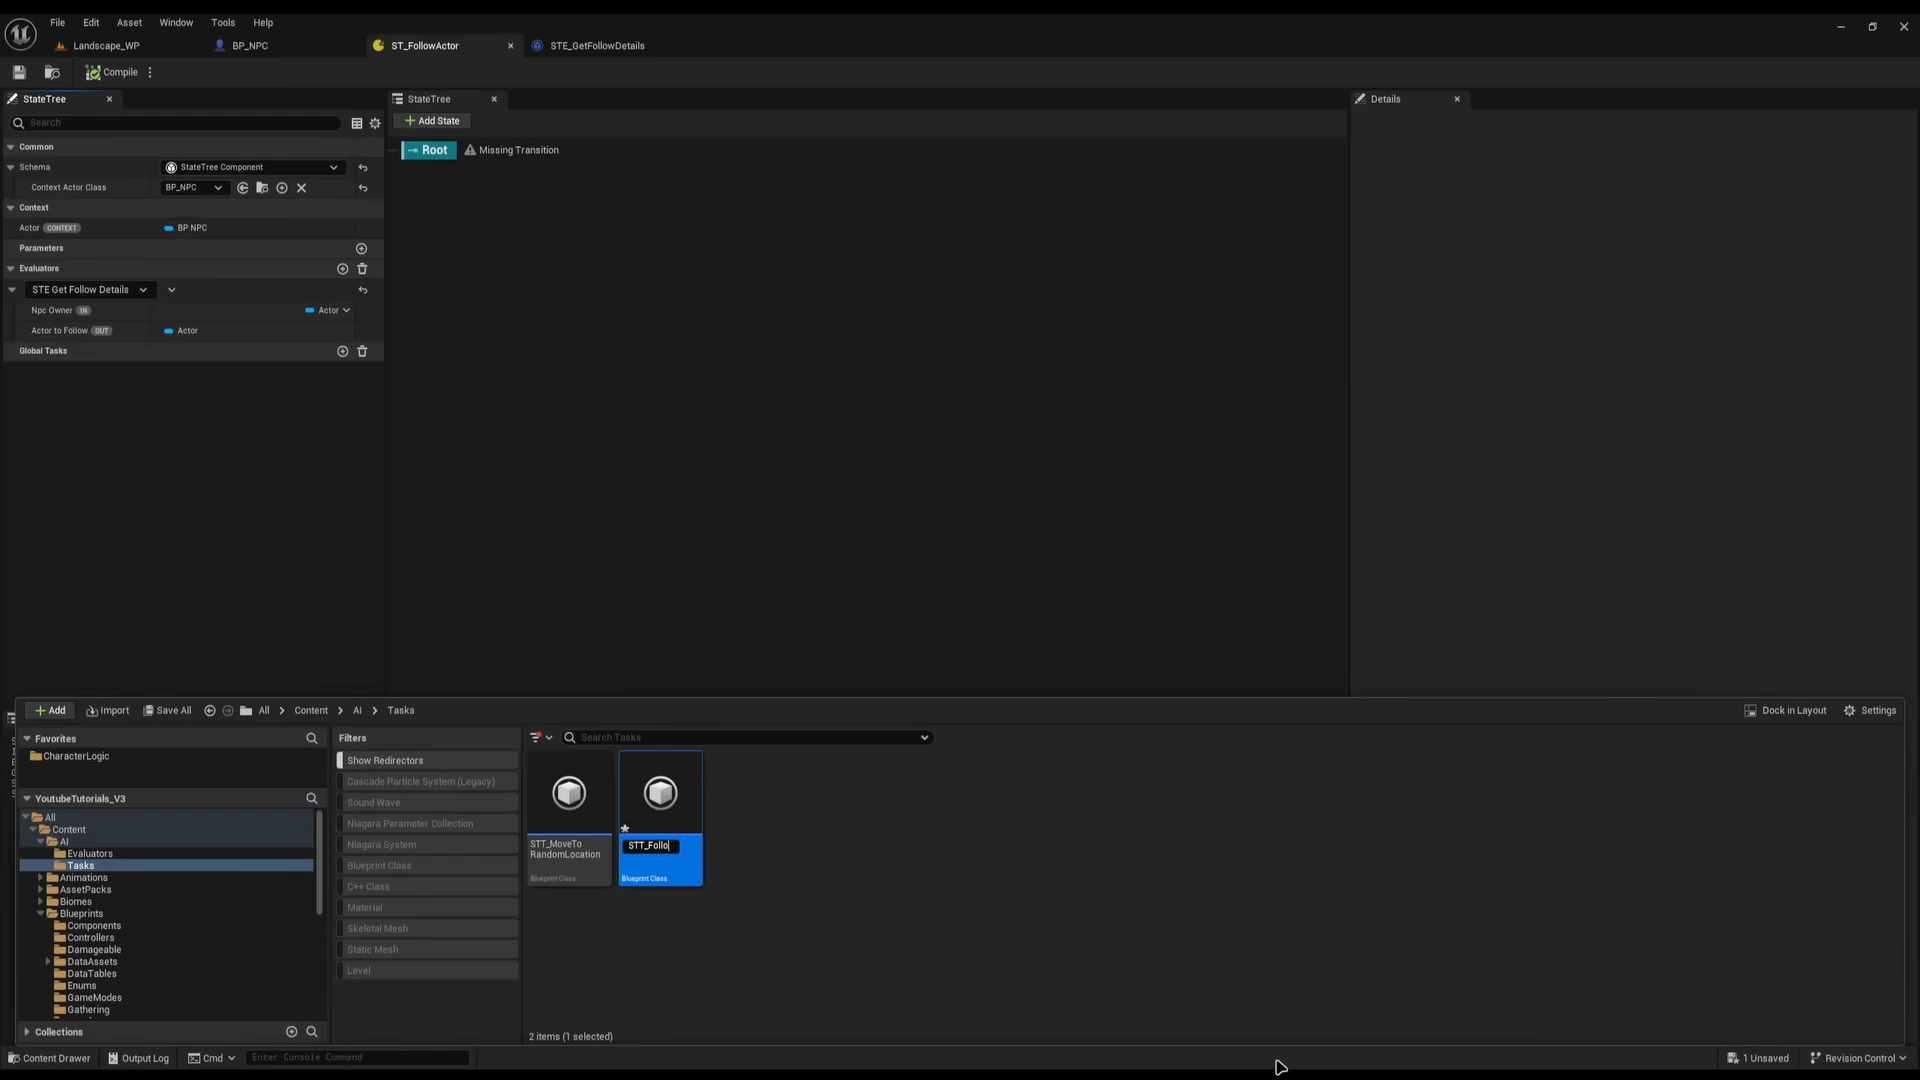 File Edit Asset Window Tools Help
Landscape_WP BP_NPC ST_FollowActor STE_GetFollowDetails
Compile
StateTree StateTree Details
Search
Add State
Common
Root Missing Transition
Schema StateTree Component
Context Actor Class BP_NPC
Context
Actor CONTEXT BP NPC
Parameters
Evaluators
STE Get Follow Details
Npc Owner IN Actor
Actor to Follow OUT Actor
Global Tasks
Add Import Save All All Content AI Tasks Dock in Layout Settings
Favorites
CharacterLogic
YoutubeTutorials_V3
All
Content
AI
Evaluators
Tasks
Animations
AssetPacks
Biomes
Blueprints
Components
Controllers
Damageable
DataAssets
DataTables
Enums
GameModes
Gathering
Collections
Filters
Show Redirectors
Cascade Particle System (Legacy)
Sound Wave
Niagara Parameter Collection
Niagara System
Blueprint Class
C++ Class
Material
Skeletal Mesh
Static Mesh
Level
Search Tasks
STT_MoveTo
RandomLocation
Blueprint Class
STT_Follo
Blueprint Class
2 items (1 selected)
Content Drawer Output Log Cmd Enter Console Command 1 Unsaved Revision Control